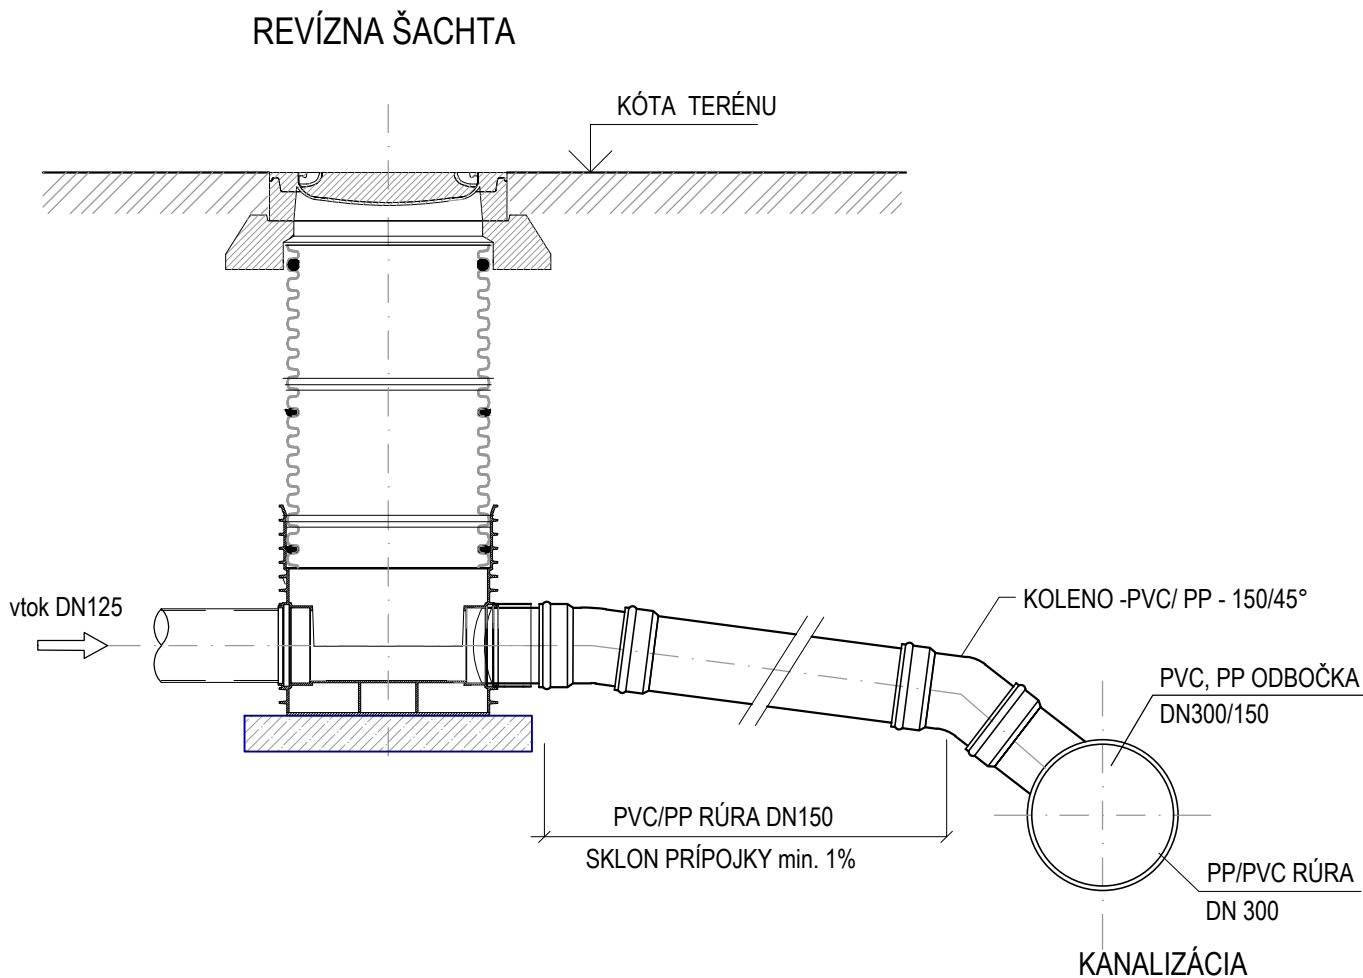 REVÍZNA ŠACHTA
KÓTA TERÉNU
vtok DN125
KOLENO -PVC/ PP - 150/45°
PVC, PP ODBOČKA
DN300/150
PVC/PP RÚRA DN150
SKLON PRÍPOJKY min. 1%
PP/PVC RÚRA
DN 300
KANALIZÁCIA